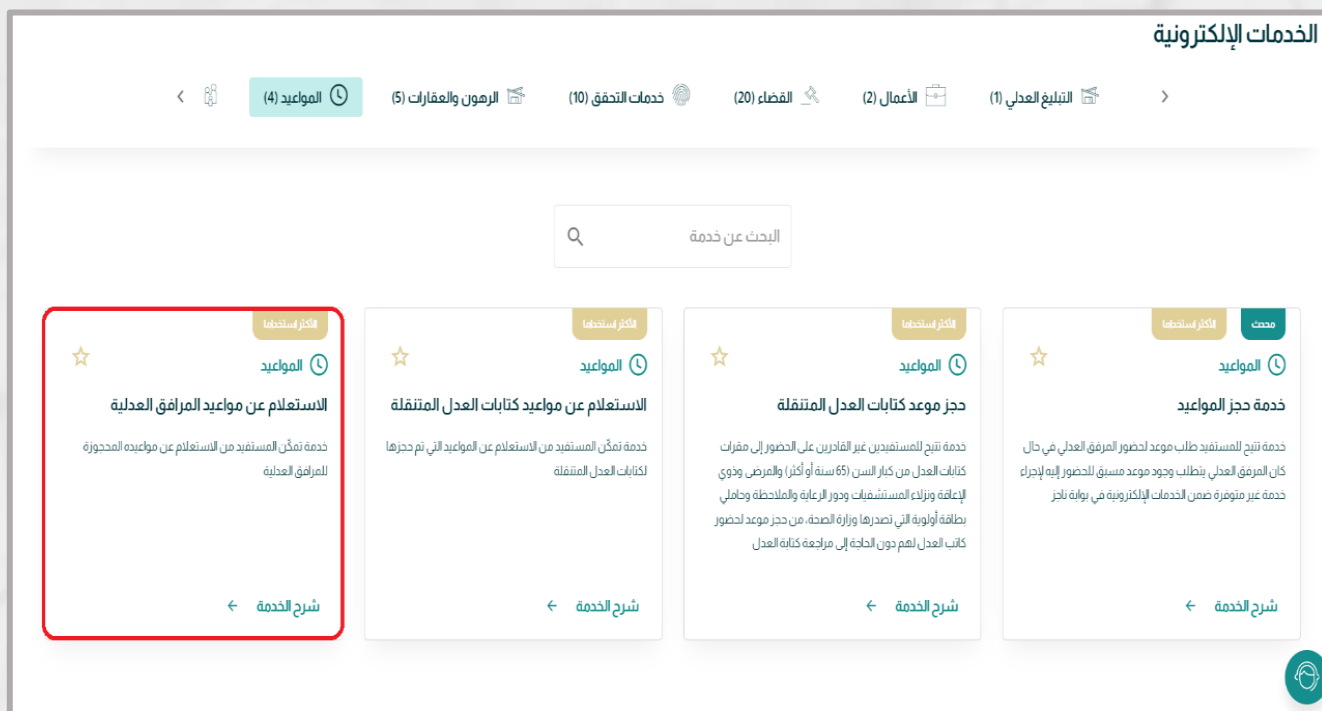 الخدمات الإلكترونية
التبليغ العدلي (1)
الأعمال (2)
القضاء (20)
خدمات التحقق (10)
الرهون والعقارات (5)
المواعيد (4)
البحث عن خدمة
محدث
الأكثر استخداما
المواعيد
خدمة حجز المواعيد
خدمة تتيح للمستفيد طلب موعد لحضور المرفق العدلي في حال
كان المرفق العدلي يتطلب وجود موعد مسبق للحضور إليه لإجراء
خدمة غير متوفرة ضمن الخدمات الإلكترونية في بوابة ناجز
شرح الخدمة
الأكثر استخداما
المواعيد
حجز موعد كتابات العدل المتنقلة
خدمة تتيح للمستفيدين غير القادرين على الحضور إلى مقرات
كتابات العدل من كبار السن (65 سنة أو أكثر) والمرضى وذوي
الإعاقة ونزلاء المستشفيات ودور الرعاية والملاحظة وحاملي
بطاقة أولوية التي تصدرها وزارة الصحة، من حجز موعد لحضور
كاتب العدل لهم دون الحاجة إلى مراجعة كتابة العدل
شرح الخدمة
الأكثر استخداما
المواعيد
الاستعلام عن مواعيد كتابات العدل المتنقلة
خدمة تمكّن المستفيد من الاستعلام عن المواعيد التي تم حجزها
لكتابات العدل المتنقلة
شرح الخدمة
الأكثر استخداما
المواعيد
الاستعلام عن مواعيد المرافق العدلية
خدمة تمكّن المستفيد من الاستعلام عن مواعيده المحجوزة
للمرافق العدلية
شرح الخدمة